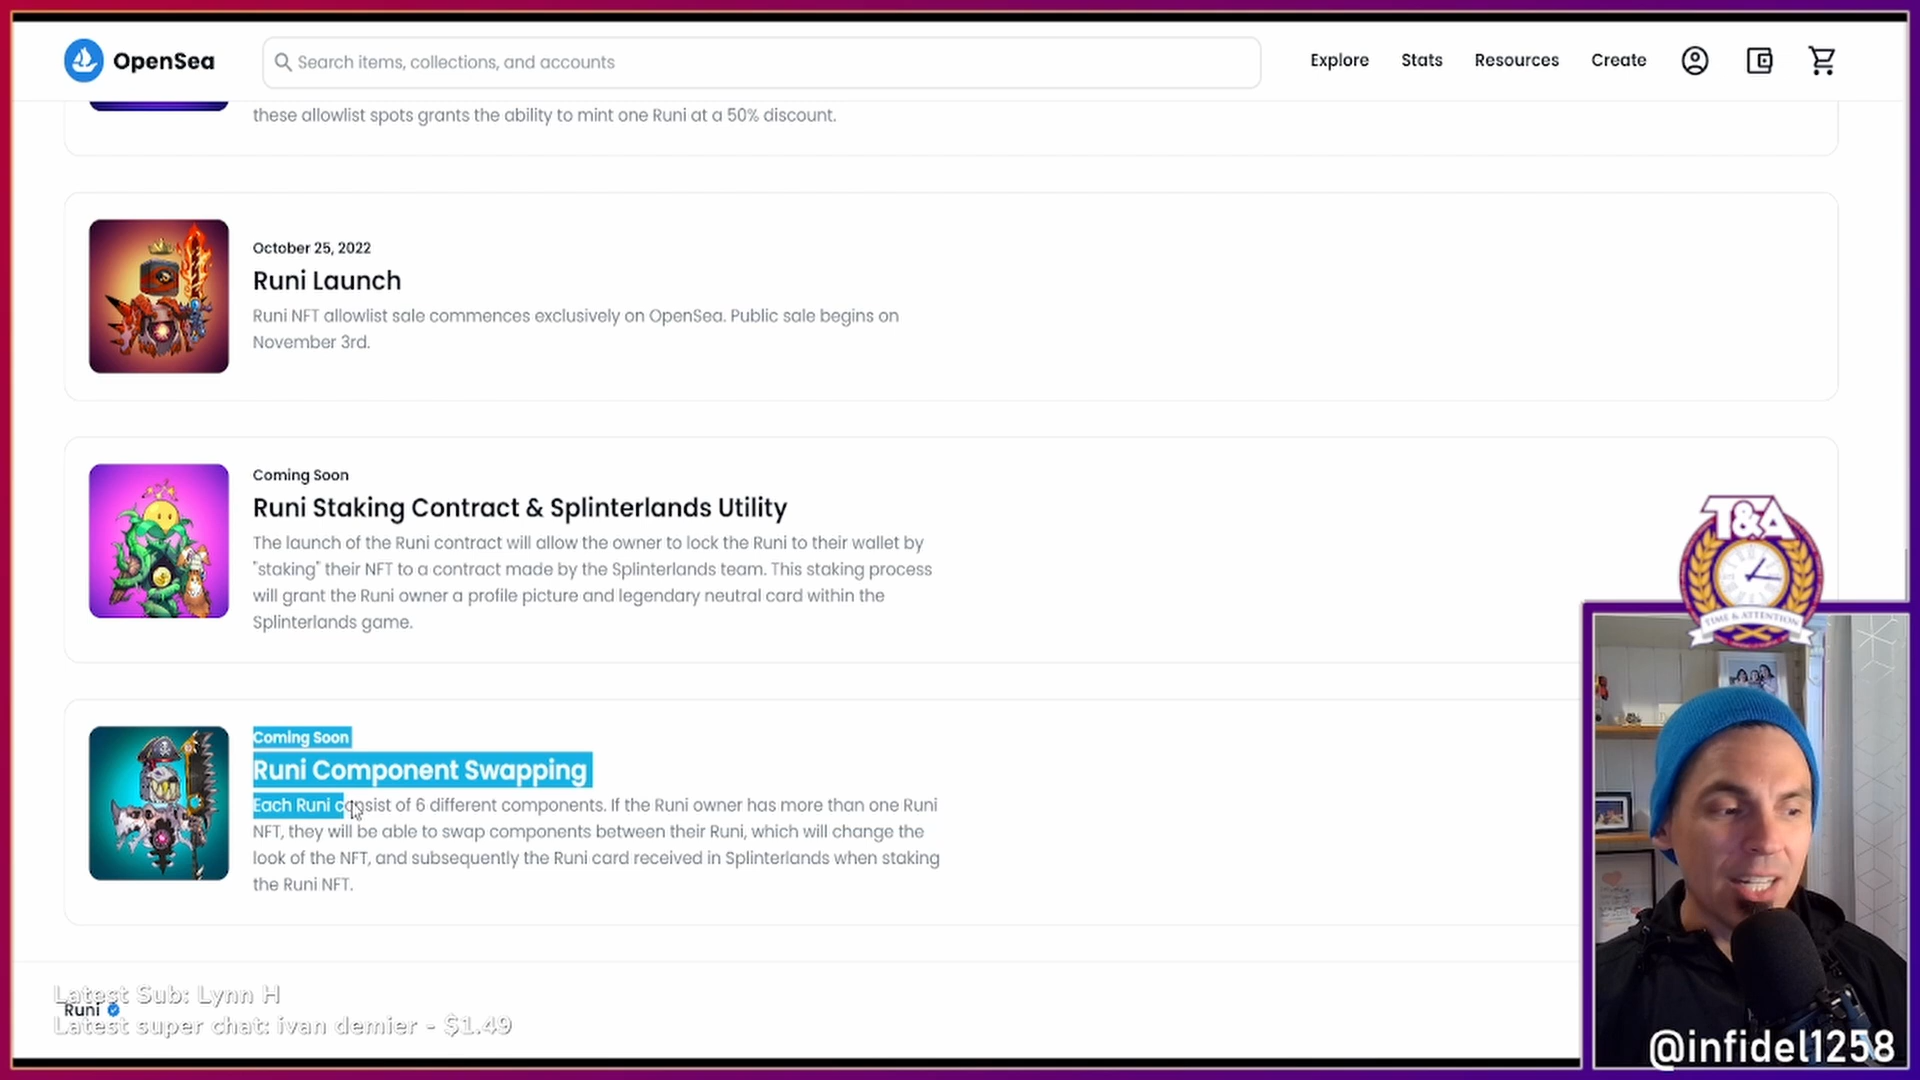 OpenSea
Search items, collections, and accounts
Explore
Stats
Resources
Create
these allowlist spots grants the ability to mint one Runi at a 50% discount.
October 25, 2022
Runi Launch
Runi NFT allowlist sale commences exclusively on OpenSea. Public sale begins on
November 3rd.
Coming Soon
Runi Staking Contract & Splinterlands Utility
The launch of the Runi contract will allow the owner to lock the Runi to their wallet by
"staking" their NFT to a contract made by the Splinterlands team. This staking process
will grant the Runi owner a profile picture and legendary neutral card within the
Splinterlands game.
Coming Soon
Runi Component Swapping
Each Runi consist of 6 different components. If the Runi owner has more than one Runi
NFT, they will be able to swap components between their Runi, which will change the
look of the NFT, and subsequently the Runi card received in Splinterlands when staking
the Runi NFT.
T&A
TIME & ATTENTION
Latest Sub: Lynn H
Runi
Latest super chat: ivan demier - $1.49
@infidel1258